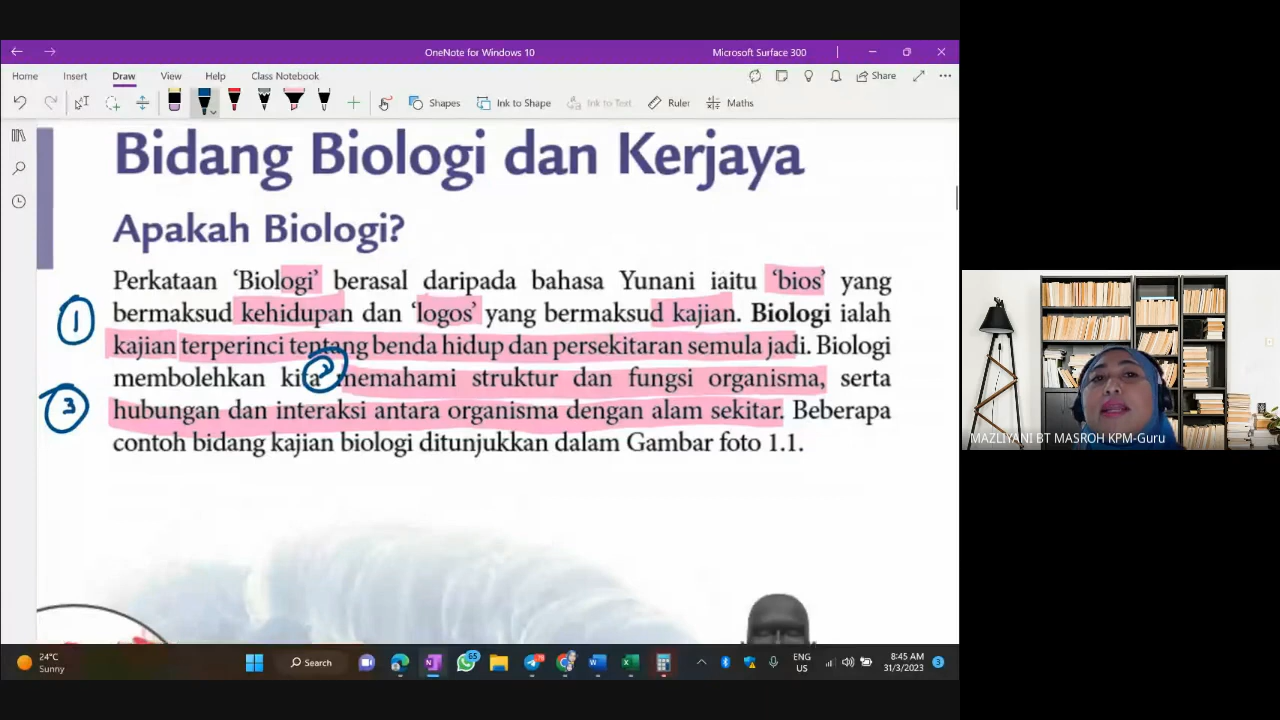 OneNote for Windows 10
Microsoft Surface 300
Home Insert Draw View Help Class Notebook
Share
Shapes Ink to Shape Ink to Text Ruler Maths
Bidang Biologi dan Kerjaya
Apakah Biologi?
Perkataan ‘Biologi’ berasal daripada bahasa Yunani iaitu ‘bios’ yang
1 bermaksud kehidupan dan ‘logos’ yang bermaksud kajian. Biologi ialah
kajian terperinci tentang benda hidup dan persekitaran semula jadi. Biologi
membolehkan kita 2 memahami struktur dan fungsi organisma, serta
3 hubungan dan interaksi antara organisma dengan alam sekitar. Beberapa
contoh bidang kajian biologi ditunjukkan dalam Gambar foto 1.1.
MAZLIYANI BT MASROH KPM-Guru
24°C
Sunny
Search
65
ENG
US
8:45 AM
31/3/2023
3